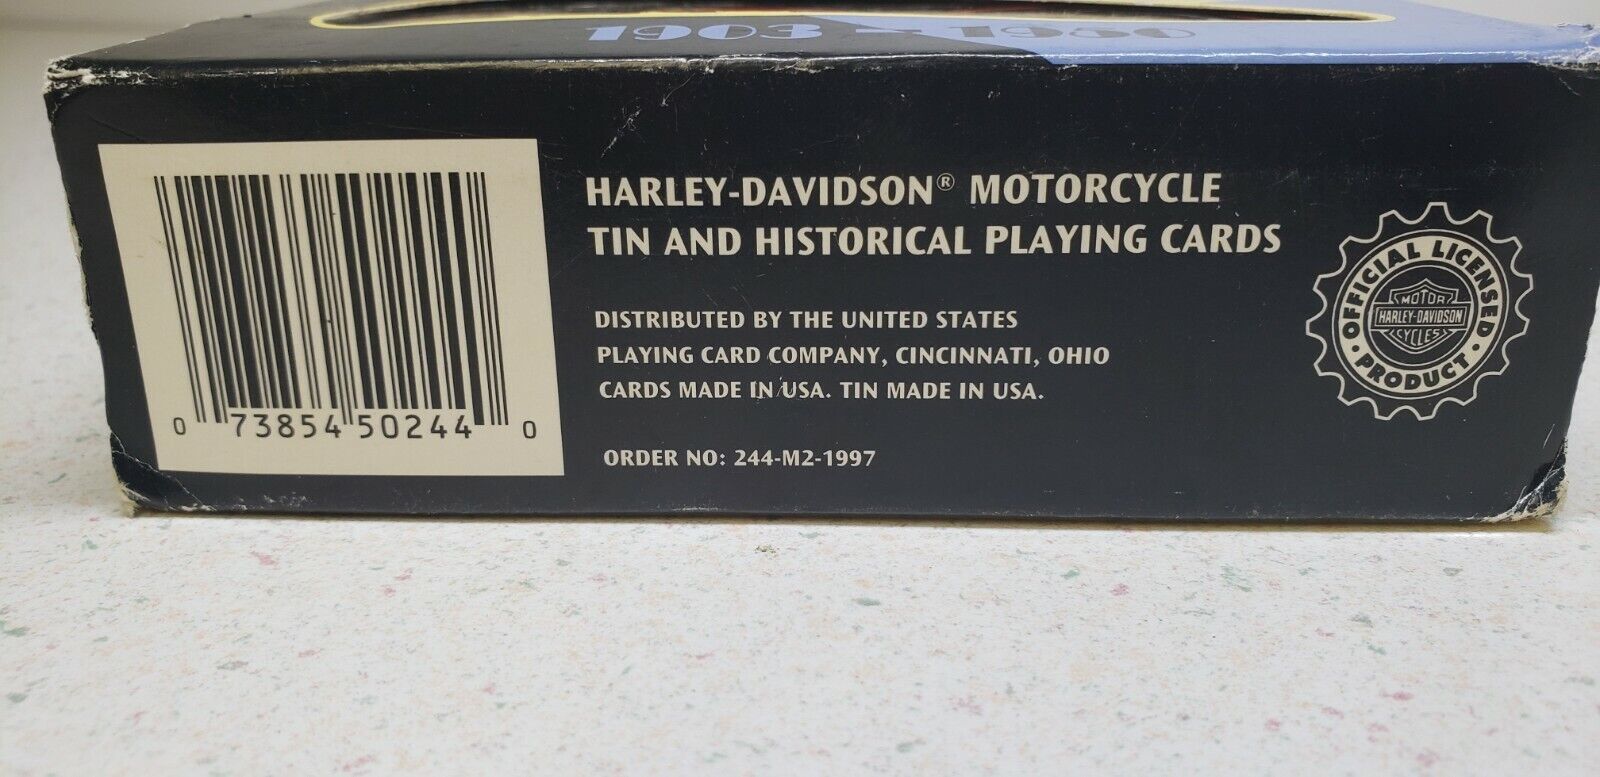 1903 – 1950
HARLEY-DAVIDSON® MOTORCYCLE
TIN AND HISTORICAL PLAYING CARDS
DISTRIBUTED BY THE UNITED STATES
PLAYING CARD COMPANY, CINCINNATI, OHIO
CARDS MADE IN USA. TIN MADE IN USA.
ORDER NO: 244-M2-1997
0 73854 50244 0
OFFICIAL LICENSED
MOTOR
HARLEY-DAVIDSON
CYCLES
• PRODUCT •